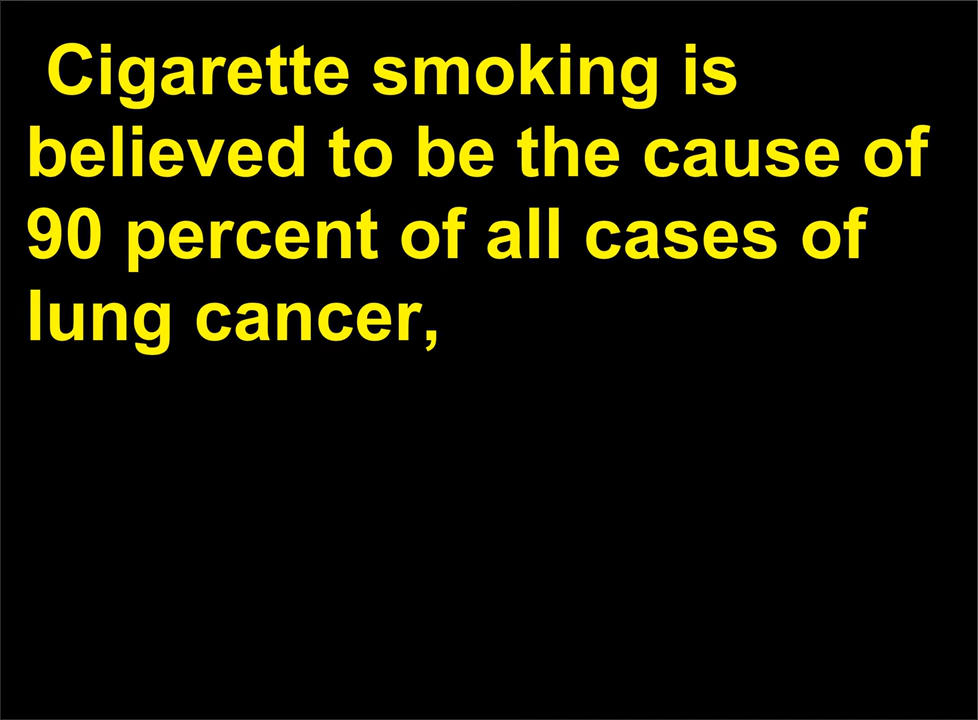 Cigarette smoking is
believed to be the cause of
90 percent of all cases of
lung cancer,